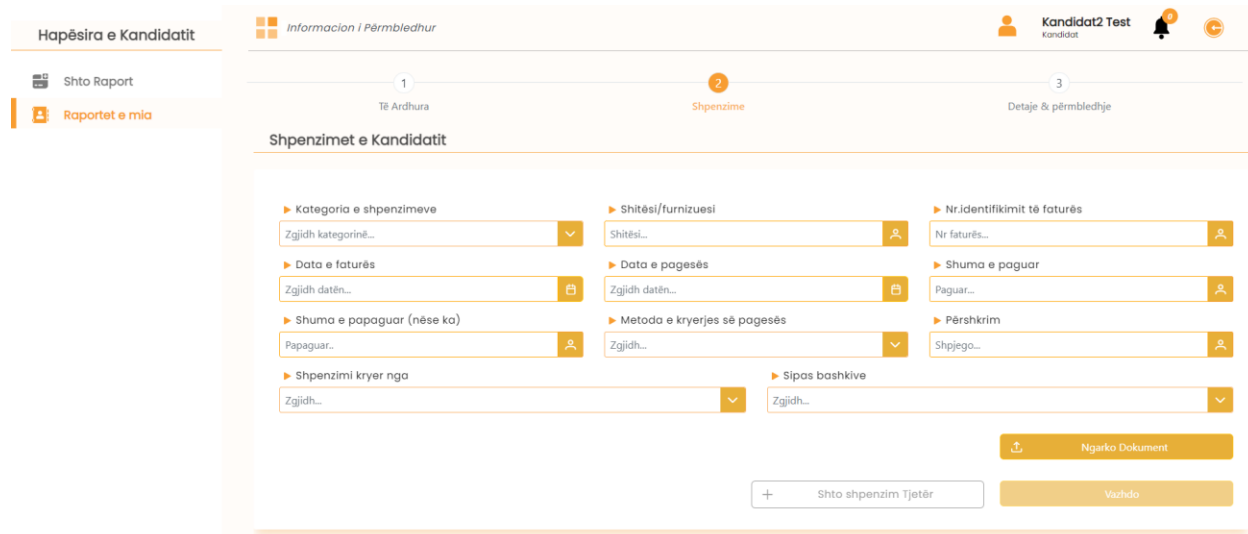 Hapësira e Kandidatit
Shto Raport
Raportet e mia
Informacion i Përmbledhur
Kandidat2 Test
Kandidat
0
1
2
3
Të Ardhura
Shpenzime
Detaje & përmbledhje
Shpenzimet e Kandidatit
Kategoria e shpenzimeve
Shitësi/furnizuesi
Nr.identifikimit të faturës
Zgjidh kategorinë...
Shitësi...
Nr faturës...
Data e faturës
Data e pagesës
Shuma e paguar
Zgjidh datën...
Zgjidh datën...
Paguar...
Shuma e papaguar (nëse ka)
Metoda e kryerjes së pagesës
Përshkrim
Papaguar..
Zgjidh...
Shpjego...
Shpenzimi kryer nga
Sipas bashkive
Zgjidh...
Zgjidh...
Ngarko Dokument
Shto shpenzim Tjetër
Vazhdo